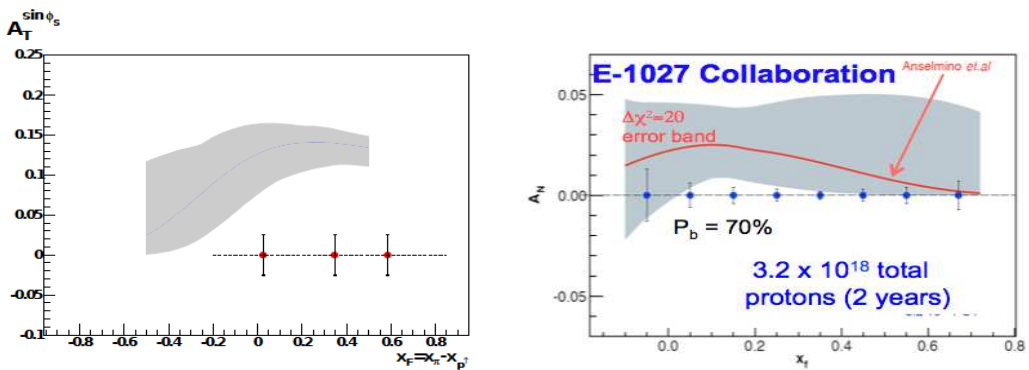 A_T^{sin ϕ_S}
0.25
0.2
0.15
0.1
0.05
0
-0.05
-0.1
-0.8 -0.6 -0.4 -0.2 0 0.2 0.4 0.6 0.8
x_F=x_π-x_{p↑}
E-1027 Collaboration
Anselmino et.al
Δχ²=20
error band
0.05
0.00
-0.05
A_N
P_b = 70%
3.2 x 10^18 total
protons (2 years)
0.0 0.2 0.4 0.6 0.8
x_f